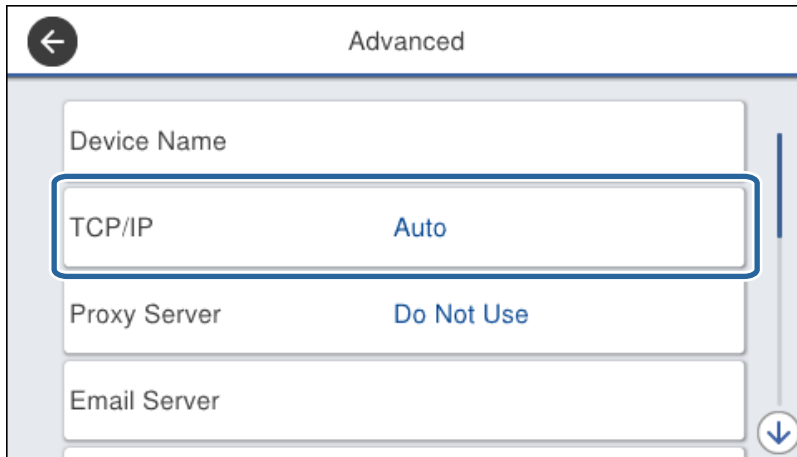 Advanced
Device Name
TCP/IP Auto
Proxy Server Do Not Use
Email Server